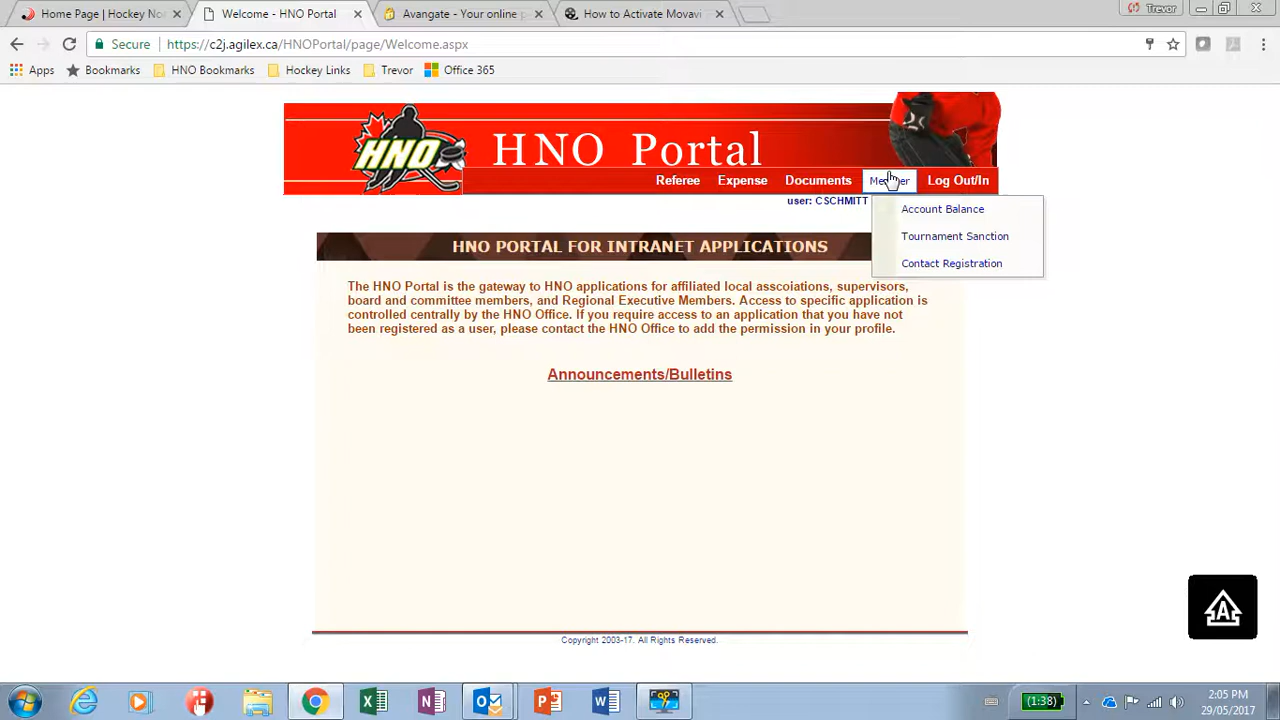 Home Page | Hockey No
Welcome - HNO Portal
Avangate - Your online p
How to Activate Movavi
Trevor
Secure
https://c2j.agilex.ca/HNOPortal/page/Welcome.aspx
Apps
Bookmarks
HNO Bookmarks
Hockey Links
Trevor
Office 365
HNO
HNO Portal
Referee
Expense
Documents
Member
Log Out/In
user: CSCHMITT
Account Balance
Tournament Sanction
Contact Registration
HNO PORTAL FOR INTRANET APPLICATIONS
The HNO Portal is the gateway to HNO applications for affiliated local asscoiations, supervisors,
board and committee members, and Regional Executive Members. Access to specific application is
controlled centrally by the HNO Office. If you require access to an application that you have not
been registered as a user, please contact the HNO Office to add the permission in your profile.
Announcements/Bulletins
Copyright 2003-17. All Rights Reserved.
A
(1:38)
2:05 PM
29/05/2017